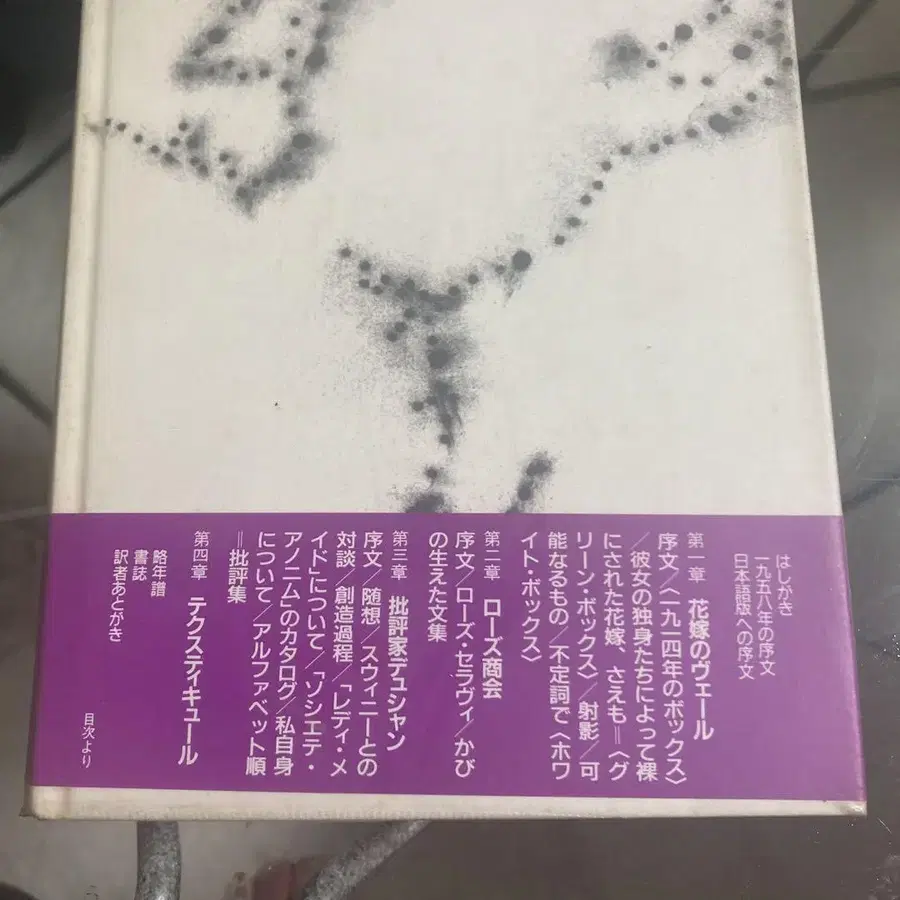 はしがき
一九五八年の序文
日本語版への序文
第一章　花嫁のヴェール
序文／〈一九一四年のボックス〉
／彼女の独身たちによって裸
にされた花嫁、さえも＝〈グ
リーン・ボックス〉／射影／可
能なるもの／不定詞で〈ホワ
イト・ボックス〉
第二章　ローズ商会
序文／ローズ・セラヴィ／かび
の生えた文集
第三章　批評家デュシャン
序文／随想／スウィニーとの
対談／創造過程／「レディ・メ
イド」について／「ソシエテ・
アノニム」のカタログ／私自身
について／アルファベット順
＝批評集
第四章　テクスティキュール
略年譜
書誌
訳者あとがき
目次より